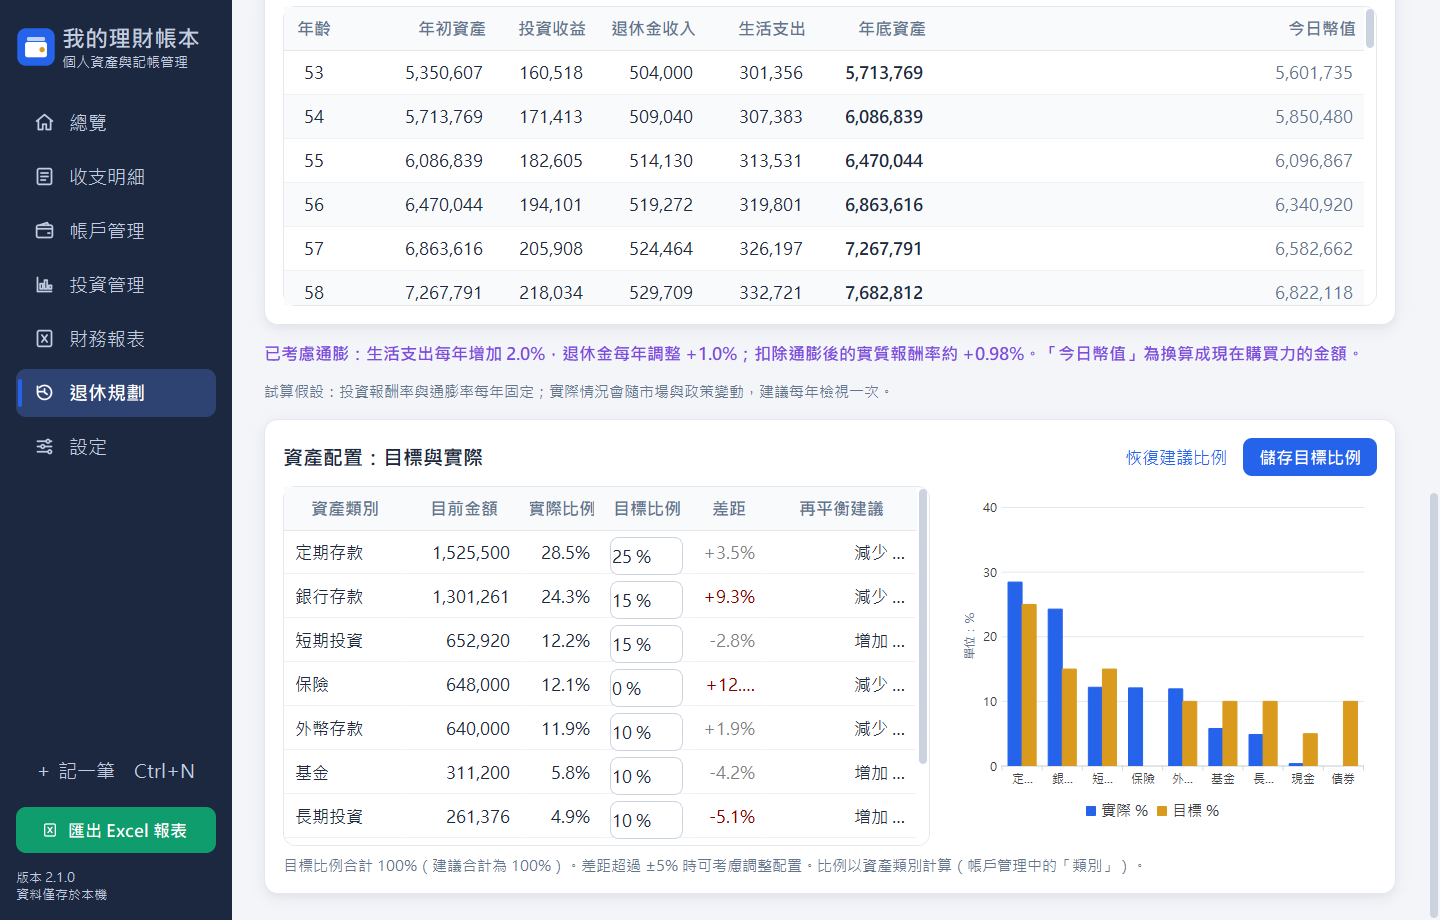 我的理財帳本
個人資產與記帳管理
總覽
收支明細
帳戶管理
投資管理
財務報表
退休規劃
設定
+ 記一筆 Ctrl+N
匯出 Excel 報表
版本 2.1.0
資料僅存於本機
年齡 年初資產 投資收益 退休金收入 生活支出 年底資產 今日幣值
53 5,350,607 160,518 504,000 301,356 5,713,769 5,601,735
54 5,713,769 171,413 509,040 307,383 6,086,839 5,850,480
55 6,086,839 182,605 514,130 313,531 6,470,044 6,096,867
56 6,470,044 194,101 519,272 319,801 6,863,616 6,340,920
57 6,863,616 205,908 524,464 326,197 7,267,791 6,582,662
58 7,267,791 218,034 529,709 332,721 7,682,812 6,822,118
已考慮通膨：生活支出每年增加 2.0%，退休金每年調整 +1.0%；扣除通膨後的實質報酬率約 +0.98%。「今日幣值」為換算成現在購買力的金額。
試算假設：投資報酬率與通膨率每年固定；實際情況會隨市場與政策變動，建議每年檢視一次。
資產配置：目標與實際
恢復建議比例 儲存目標比例
資產類別 目前金額 實際比例 目標比例 差距 再平衡建議
定期存款 1,525,500 28.5% 25 % +3.5% 減少 ...
銀行存款 1,301,261 24.3% 15 % +9.3% 減少 ...
短期投資 652,920 12.2% 15 % -2.8% 增加 ...
保險 648,000 12.1% 0 % +12.... 減少 ...
外幣存款 640,000 11.9% 10 % +1.9% 減少 ...
基金 311,200 5.8% 10 % -4.2% 增加 ...
長期投資 261,376 4.9% 10 % -5.1% 增加 ...
單位：%
40
30
20
10
0
定... 銀... 短... 保險 外... 基金 長... 現金 債券
實際 % 目標 %
目標比例合計 100%（建議合計為 100%）。差距超過 ±5% 時可考慮調整配置。比例以資產類別計算（帳戶管理中的「類別」）。